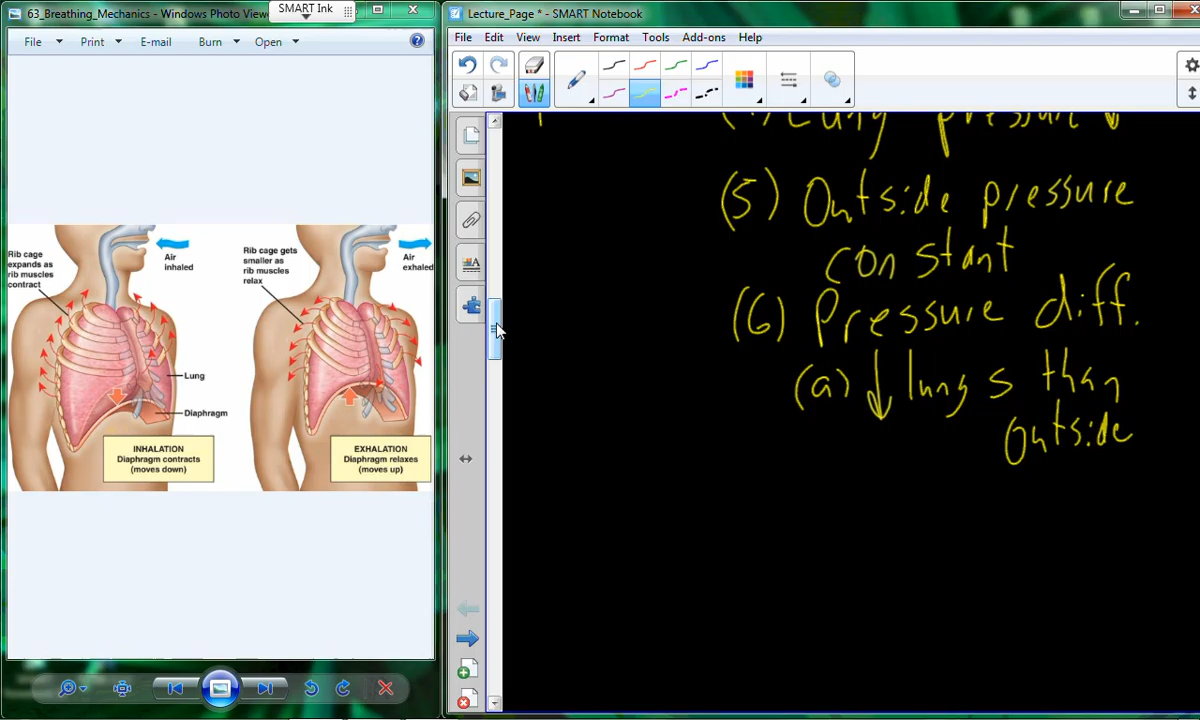 63_Breathing_Mechanics - Windows Photo Viewe
SMART Ink
File Print E-mail Burn Open
Rib cage
expands as
rib muscles
contract
Air
inhaled
Rib cage gets
smaller as
rib muscles
relax
Air
exhaled
Lung
Diaphragm
INHALATION
Diaphragm contracts
(moves down)
EXHALATION
Diaphragm relaxes
(moves up)
Lecture_Page * - SMART Notebook
File Edit View Insert Format Tools Add-ons Help
Lung pressure ↓
(5) Outside pressure
constant
(6) Pressure diff.
(a) ↓ lungs than
outside